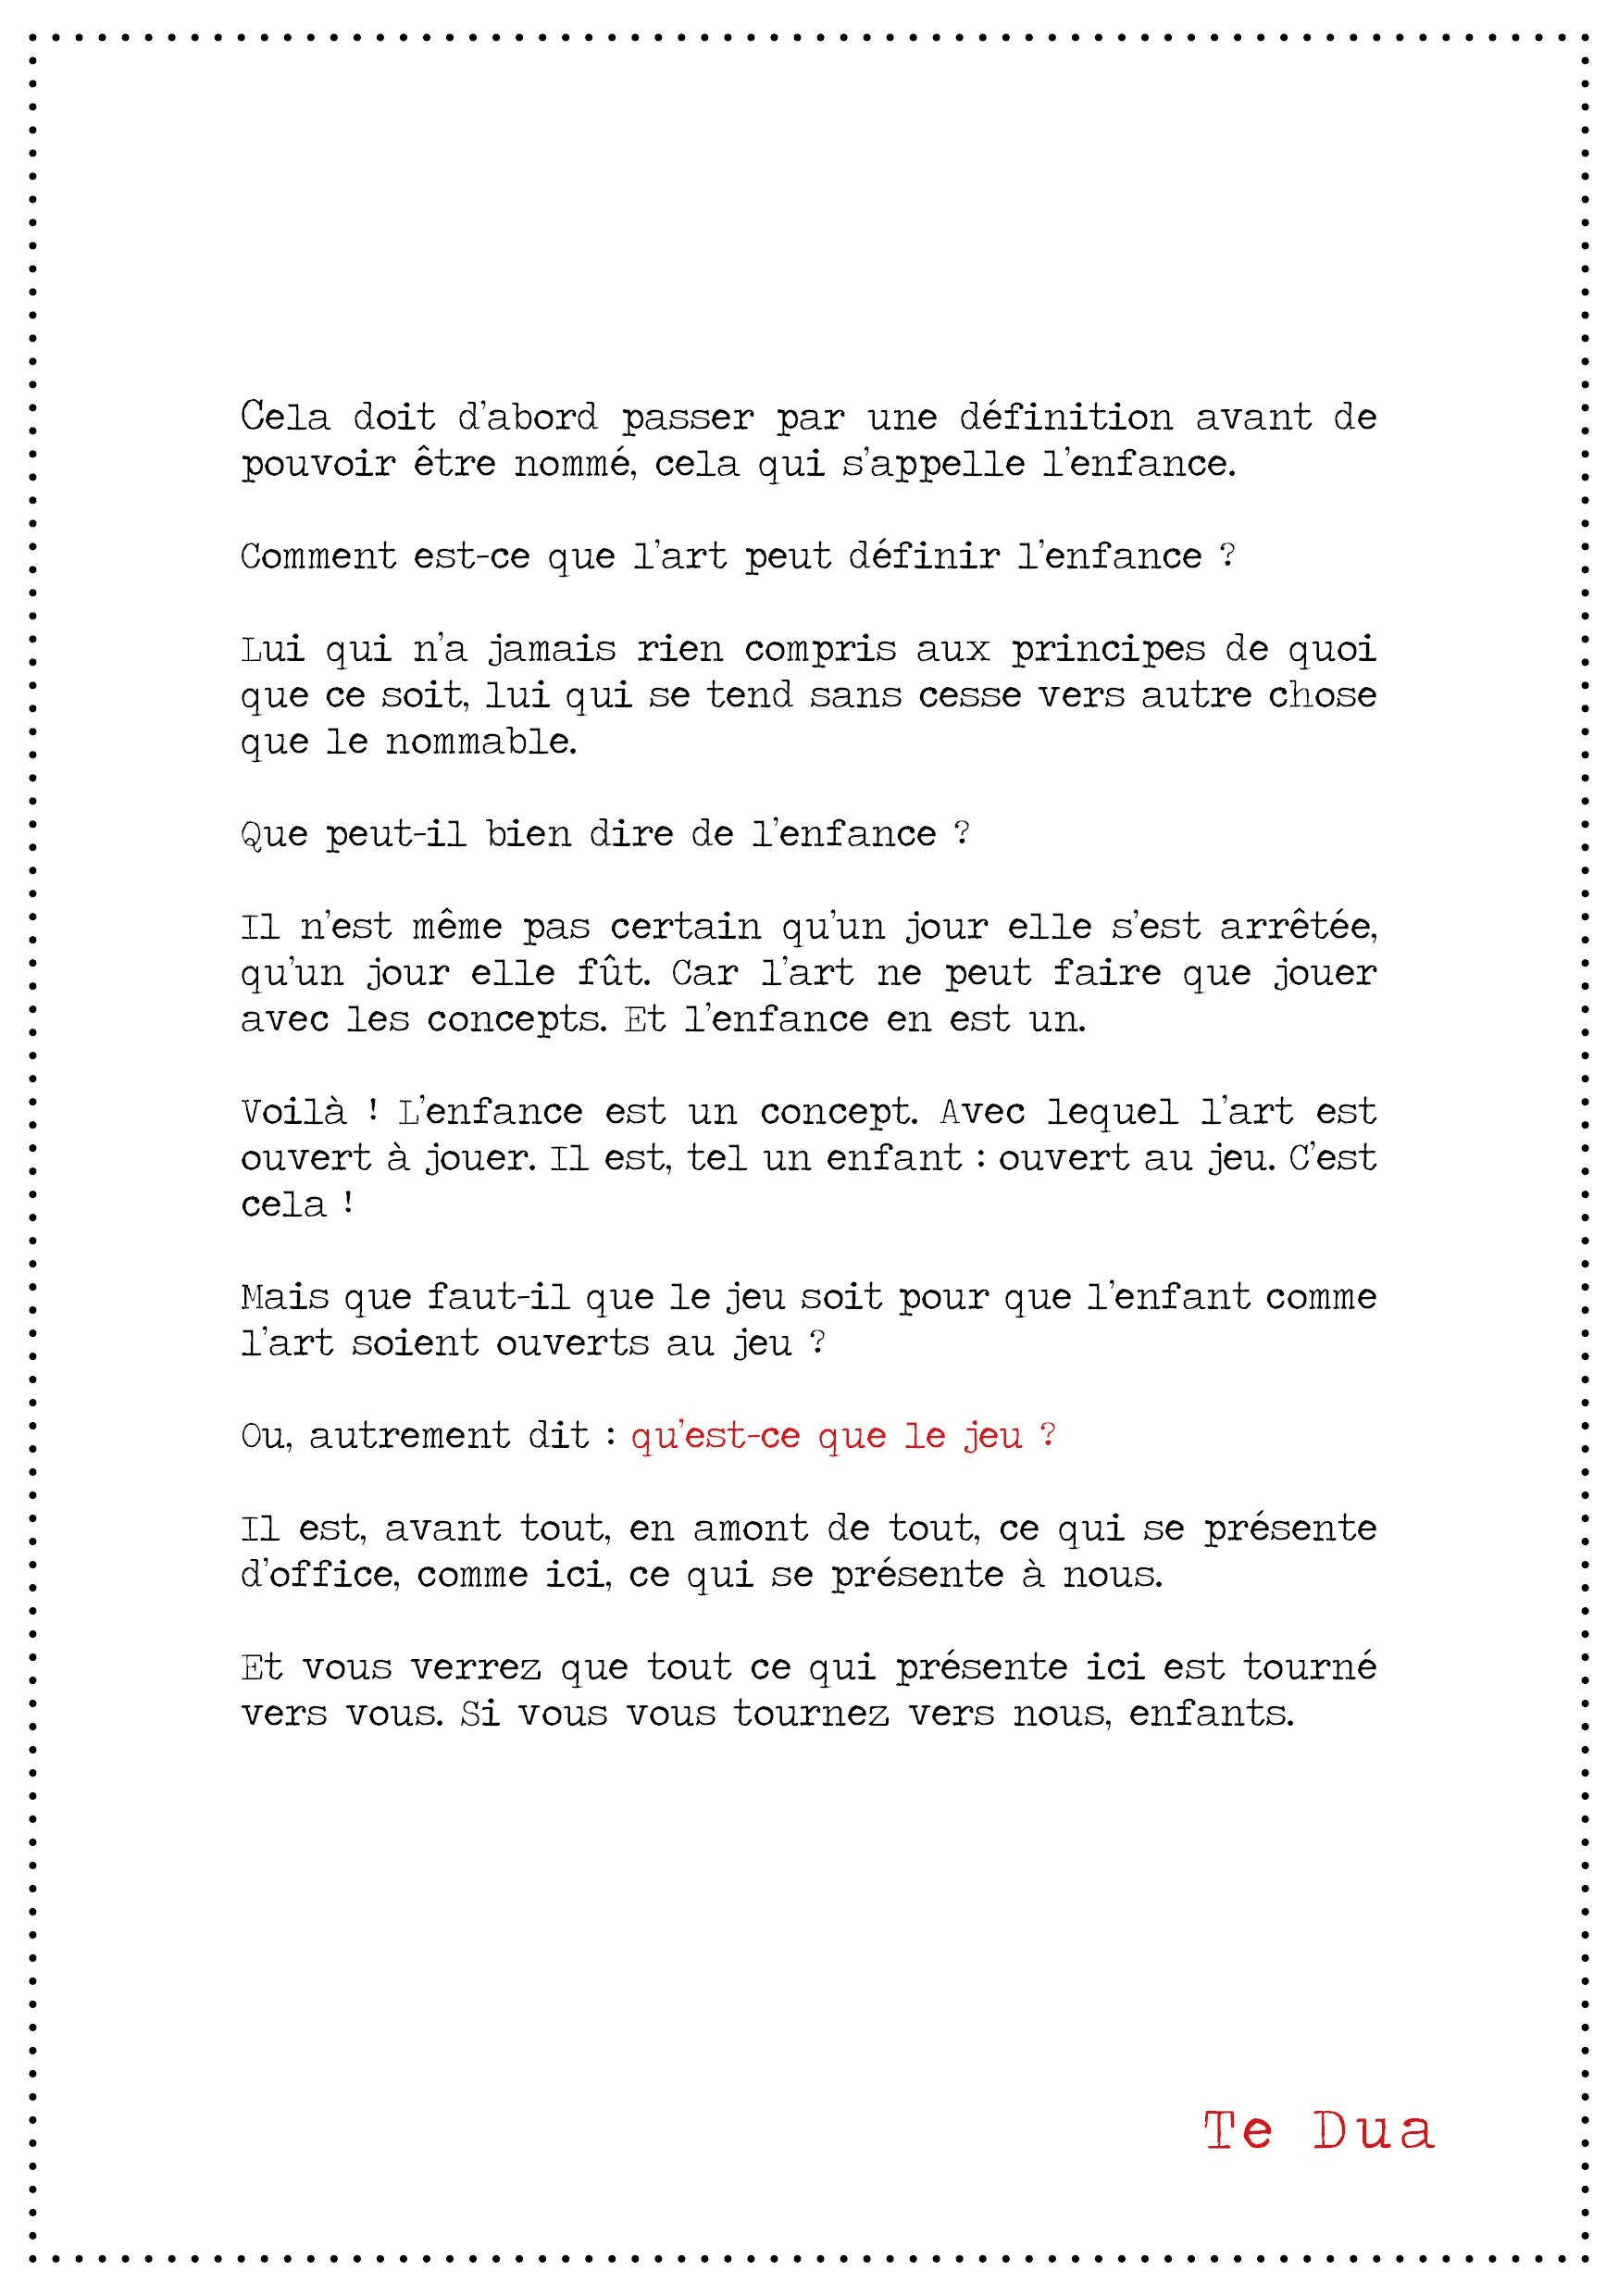 Cela doit d'abord passer par une définition avant de
pouvoir être nommé, cela qui s'appelle l'enfance.
Comment est-ce que l'art peut définir l'enfance ?
Lui qui n'a jamais rien compris aux principes de quoi
que ce soit, lui qui se tend sans cesse vers autre chose
que le nommable.
Que peut-il bien dire de l'enfance ?
Il n'est même pas certain qu'un jour elle s'est arrêtée,
qu'un jour elle fût. Car l'art ne peut faire que jouer
avec les concepts. Et l'enfance en est un.
Voilà ! L'enfance est un concept. Avec lequel l'art est
ouvert à jouer. Il est, tel un enfant : ouvert au jeu. C'est
cela !
Mais que faut-il que le jeu soit pour que l'enfant comme
l'art soient ouverts au jeu ?
Ou, autrement dit : qu'est-ce que le jeu ?
Il est, avant tout, en amont de tout, ce qui se présente
d'office, comme ici, ce qui se présente à nous.
Et vous verrez que tout ce qui présente ici est tourné
vers vous. Si vous vous tournez vers nous, enfants.
Te Dua